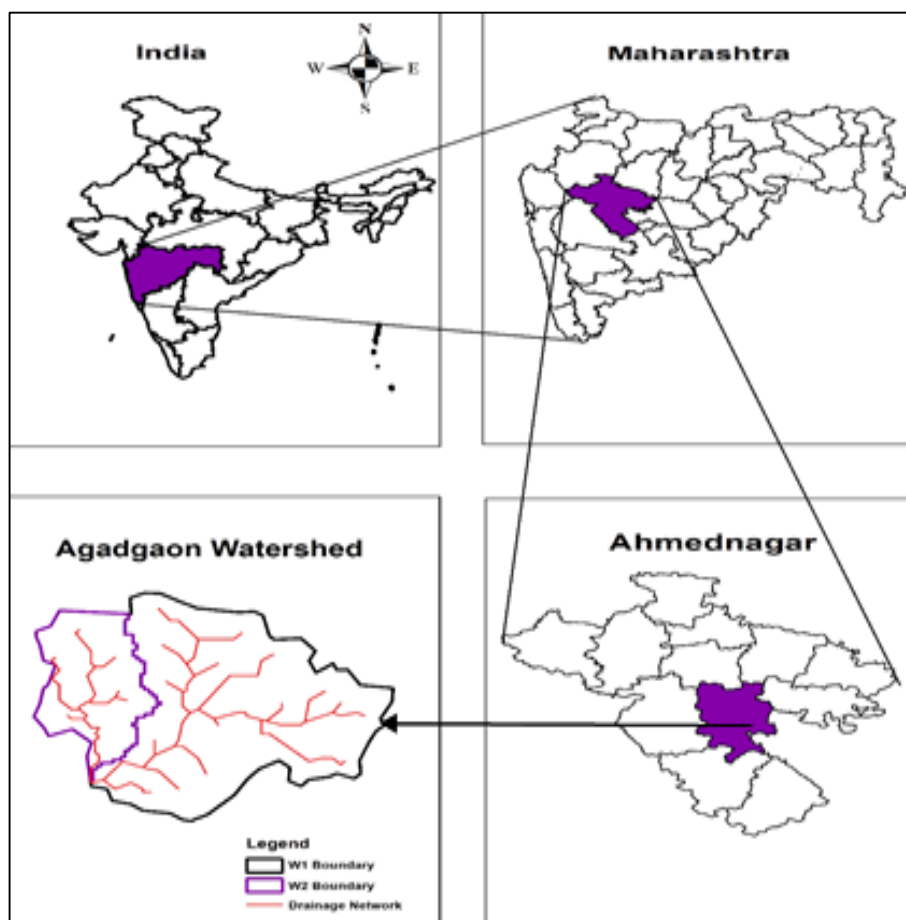 India
N
W
E
S
Maharashtra
Agadgaon Watershed
Legend
W1 Boundary
W2 Boundary
Drainage Network
Ahmednagar